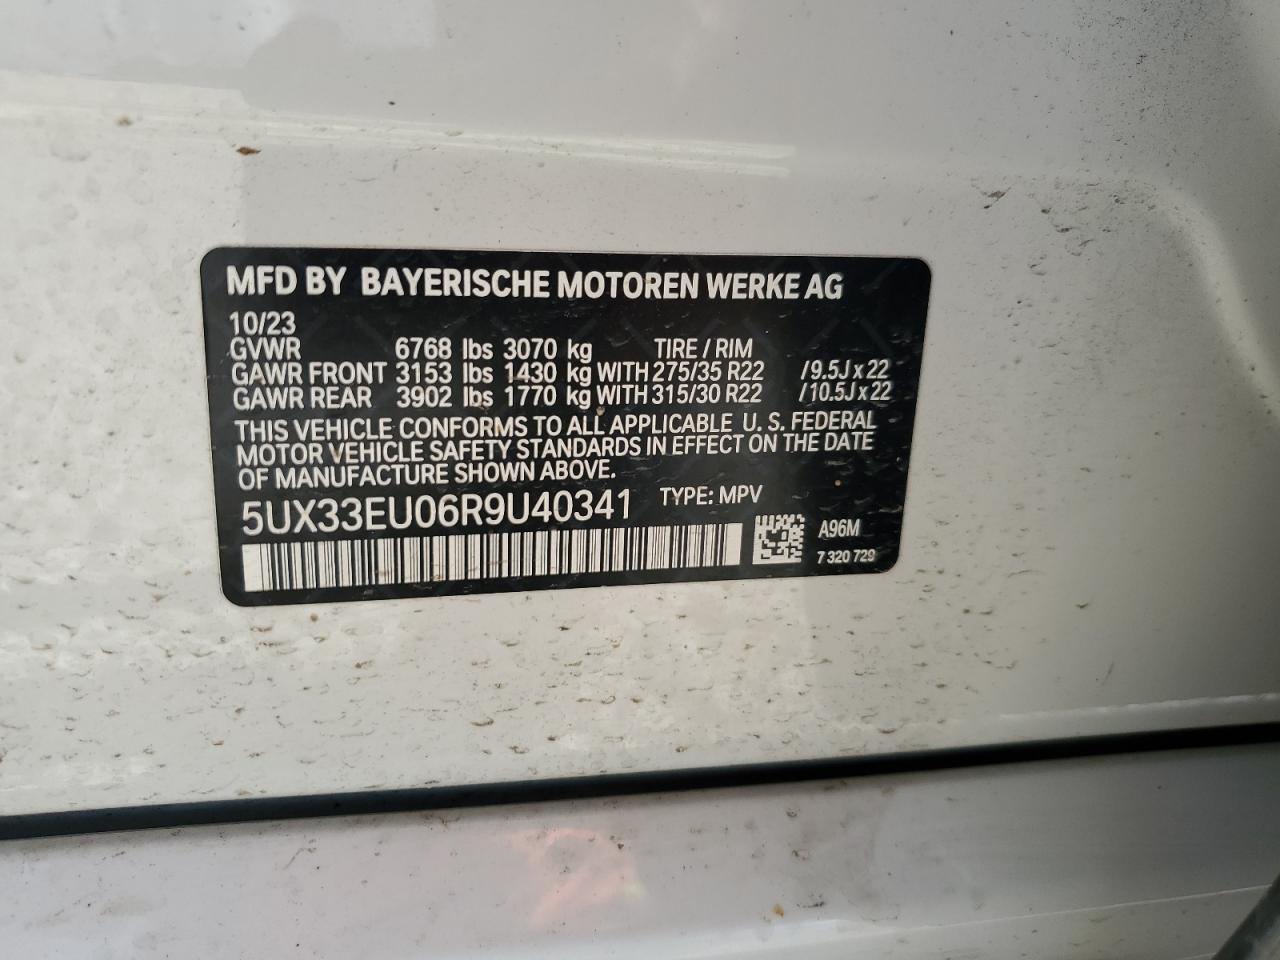 MFD BY BAYERISCHE MOTOREN WERKE AG
10/23
GVWR 6768 lbs 3070 kg TIRE / RIM
GAWR FRONT 3153 lbs 1430 kg WITH 275/35 R22 /9.5J x 22
GAWR REAR 3902 lbs 1770 kg WITH 315/30 R22 /10.5J x 22
THIS VEHICLE CONFORMS TO ALL APPLICABLE U. S. FEDERAL
MOTOR VEHICLE SAFETY STANDARDS IN EFFECT ON THE DATE
OF MANUFACTURE SHOWN ABOVE.
5UX33EU06R9U40341 TYPE: MPV
A96M
7 320 729